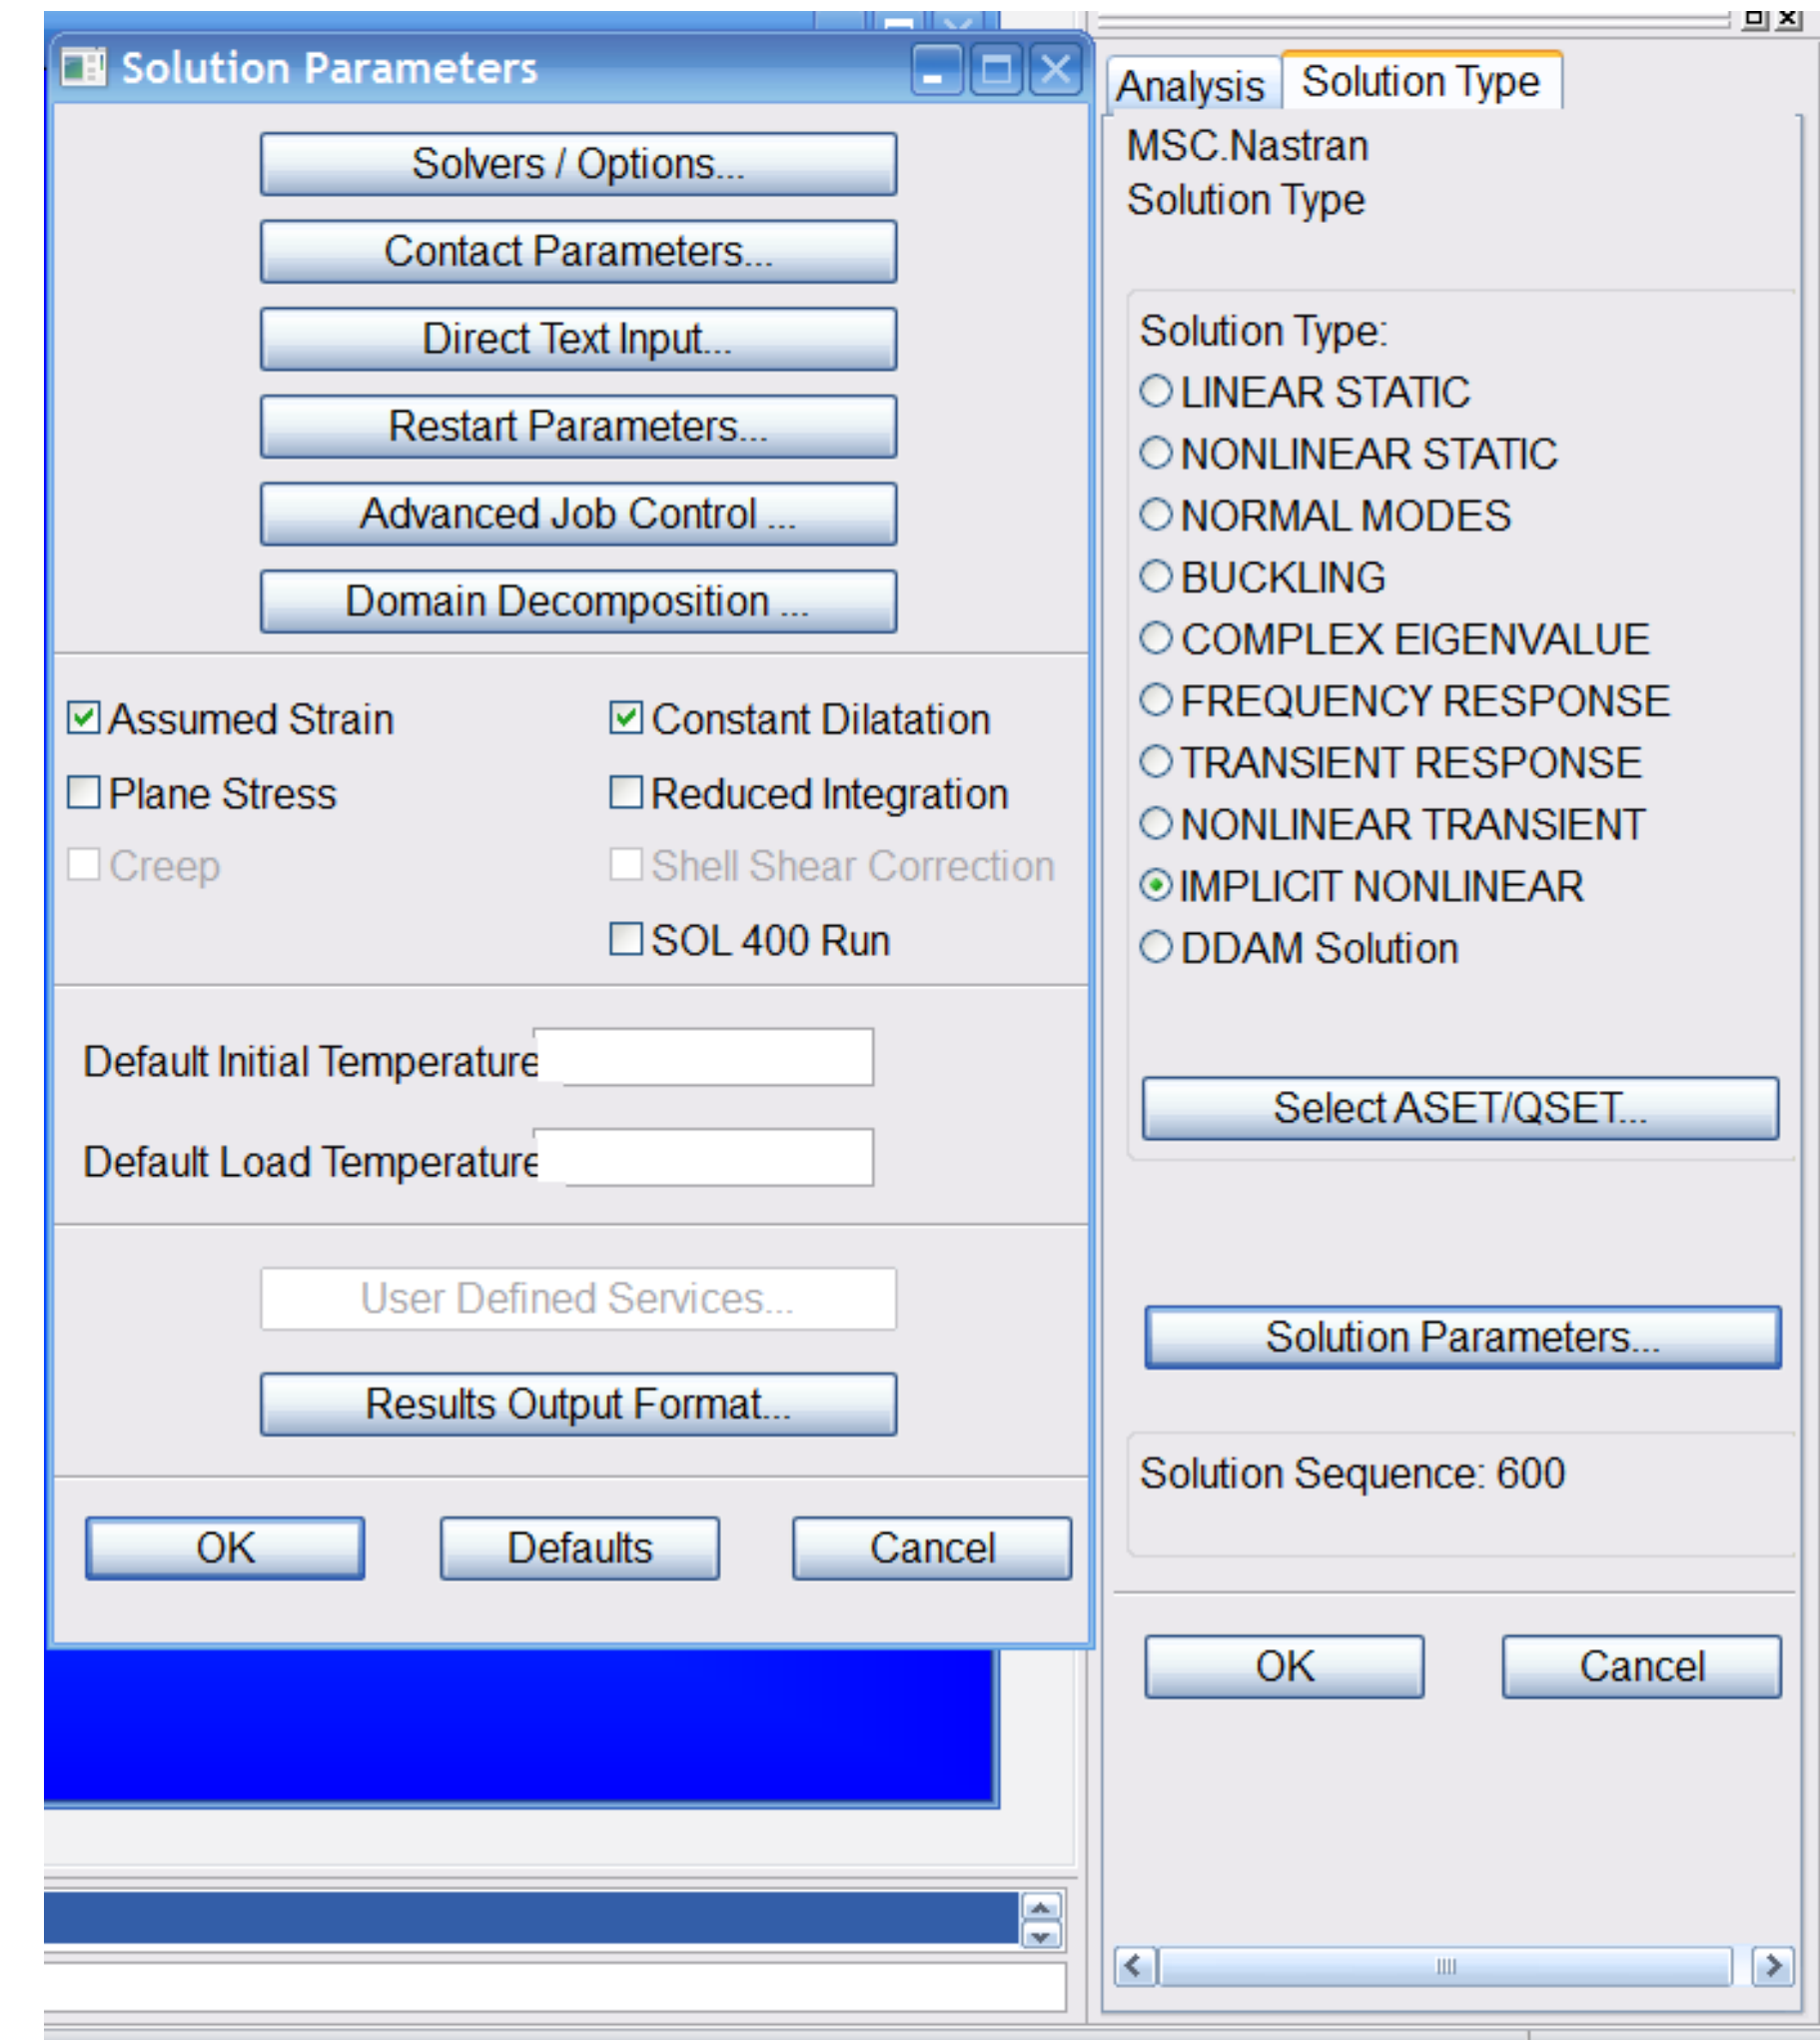 Solution Parameters
Solvers / Options...
Contact Parameters...
Direct Text Input...
Restart Parameters...
Advanced Job Control ...
Domain Decomposition ...
Assumed Strain
Constant Dilatation
Plane Stress
Reduced Integration
Creep
Shell Shear Correction
SOL 400 Run
Default Initial Temperature
Default Load Temperature
User Defined Services...
Results Output Format...
OK
Defaults
Cancel
Analysis
Solution Type
MSC.Nastran
Solution Type
Solution Type:
LINEAR STATIC
NONLINEAR STATIC
NORMAL MODES
BUCKLING
COMPLEX EIGENVALUE
FREQUENCY RESPONSE
TRANSIENT RESPONSE
NONLINEAR TRANSIENT
IMPLICIT NONLINEAR
DDAM Solution
Select ASET/QSET...
Solution Parameters...
Solution Sequence: 600
OK
Cancel